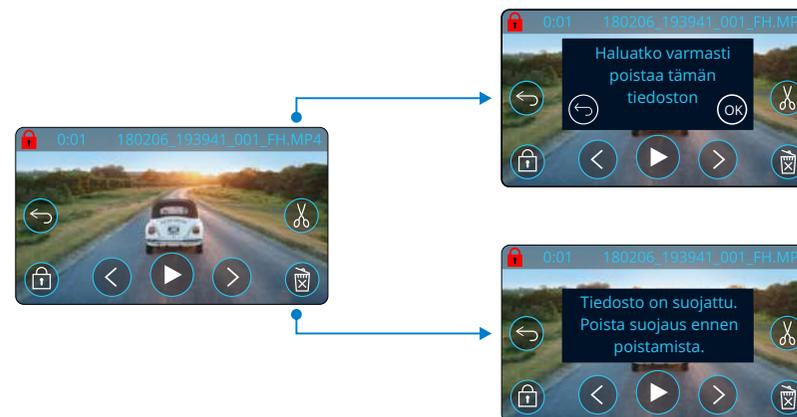 0:01 180206_193941_001_FH.MP4
0:01 180206_193941_001_FH.MP
Haluatko varmasti
poistaa tämän
tiedoston
OK
0:01 180206_193941_001_FH.MP
Tiedosto on suojattu.
Poista suojaus ennen
poistamista.